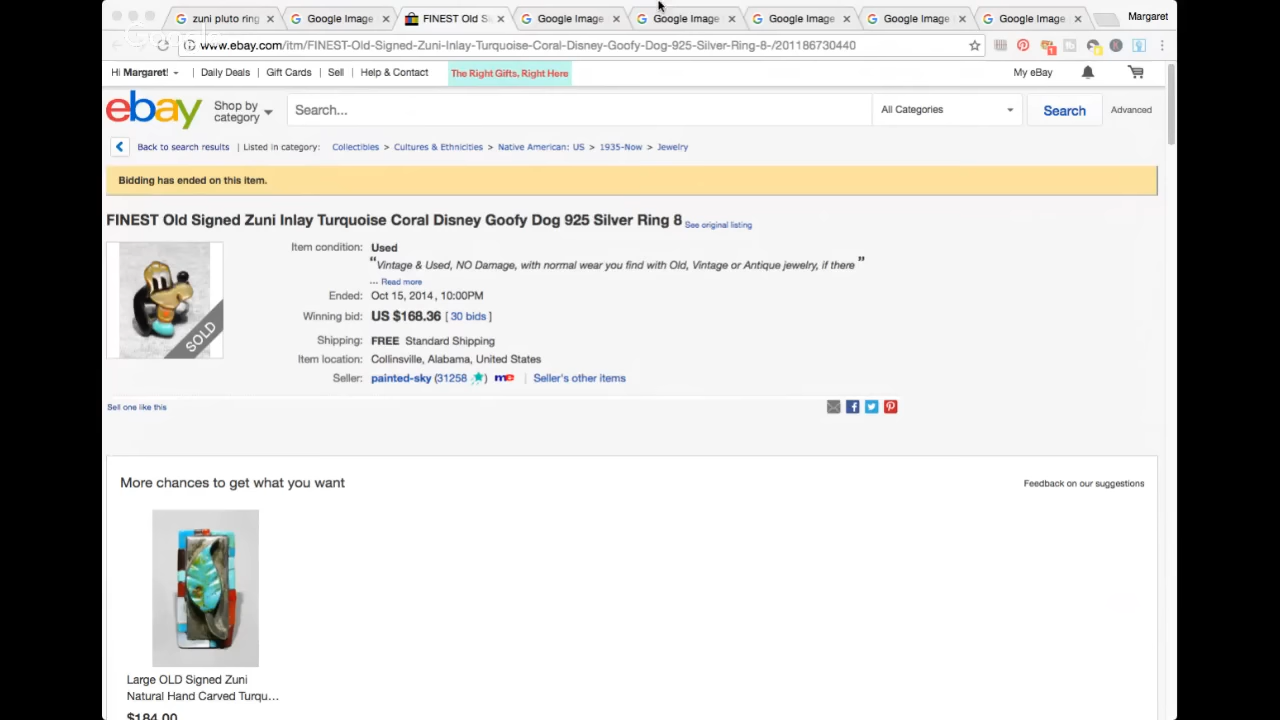 zuni pluto ring
Google Image
FINEST Old S
Google Image
Google Image
Google Image
Google Image
Google Image
Margaret
www.ebay.com/itm/FINEST-Old-Signed-Zuni-Inlay-Turquoise-Coral-Disney-Goofy-Dog-925-Silver-Ring-8-/201186730440
Hi Margaret! | Daily Deals | Gift Cards | Sell | Help & Contact
The Right Gifts, Right Here
My eBay
ebay
Shop by category
Search...
All Categories
Search
Advanced
Back to search results | Listed in category: Collectibles > Cultures & Ethnicities > Native American: US > 1935-Now > Jewelry
Bidding has ended on this item.
FINEST Old Signed Zuni Inlay Turquoise Coral Disney Goofy Dog 925 Silver Ring 8 See original listing
SOLD
Item condition: Used
“Vintage & Used, NO Damage, with normal wear you find with Old, Vintage or Antique jewelry, if there ”
... Read more
Ended: Oct 15, 2014 , 10:00PM
Winning bid: US $168.36 [ 30 bids ]
Shipping: FREE Standard Shipping
Item location: Collinsville, Alabama, United States
Seller: painted-sky (31258 ) me | Seller's other items
Sell one like this
More chances to get what you want
Feedback on our suggestions
Large OLD Signed Zuni
Natural Hand Carved Turqu...
$184.00